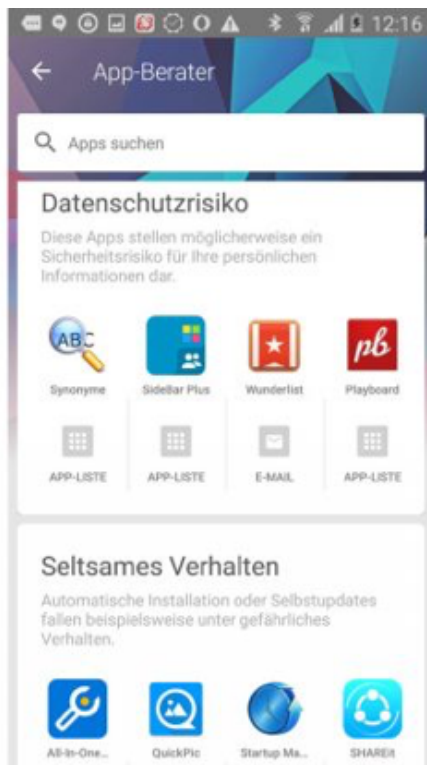 12:16
App-Berater
Apps suchen
Datenschutzrisiko
Diese Apps stellen möglicherweise ein
Sicherheitsrisiko für Ihre persönlichen
Informationen dar.
ABC
pb
Synonyme SideBar Plus Wunderlist Playboard
APP-LISTE APP-LISTE E-MAIL APP-LISTE
Seltsames Verhalten
Automatische Installation oder Selbstupdates
fallen beispielsweise unter gefährliches
Verhalten.
All-In-One... QuickPic Startup Ma... SHAREit